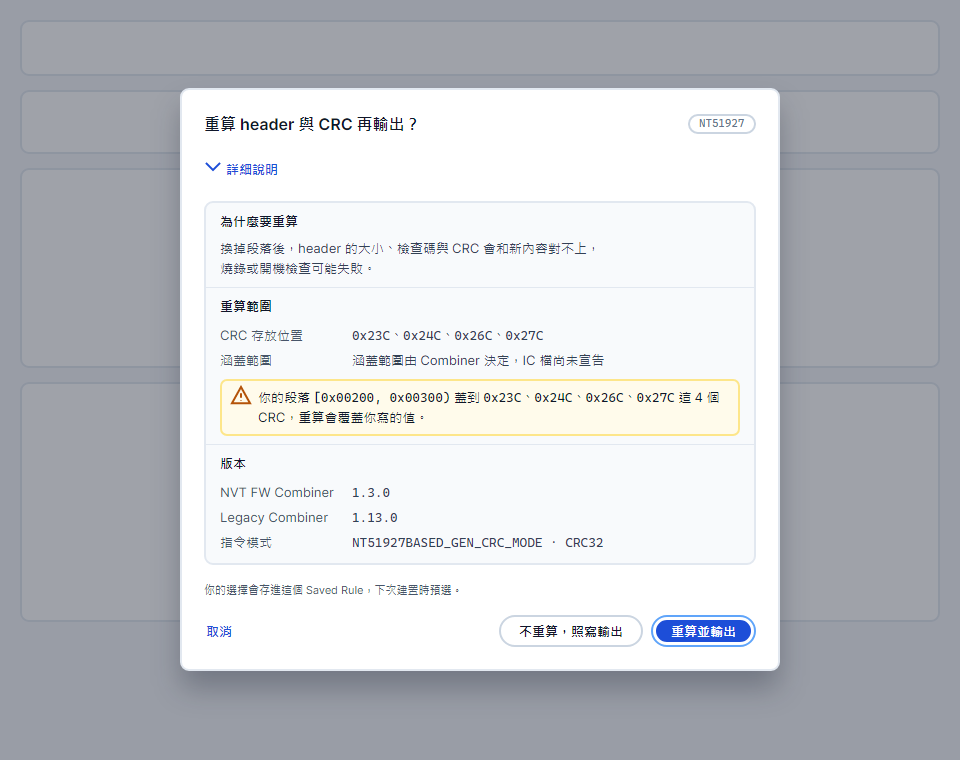 重算 header 與 CRC 再輸出？
NT51927
詳細說明
為什麼要重算
換掉段落後，header 的大小、檢查碼與 CRC 會和新內容對不上，
燒錄或開機檢查可能失敗。
重算範圍
CRC 存放位置 0x23C、0x24C、0x26C、0x27C
涵蓋範圍 涵蓋範圍由 Combiner 決定，IC 檔尚未宣告
你的段落 [0x00200, 0x00300) 蓋到 0x23C、0x24C、0x26C、0x27C 這 4 個
CRC，重算會覆蓋你寫的值。
版本
NVT FW Combiner 1.3.0
Legacy Combiner 1.13.0
指令模式 NT51927BASED_GEN_CRC_MODE · CRC32
你的選擇會存進這個 Saved Rule，下次建置時預選。
取消
不重算，照寫輸出
重算並輸出